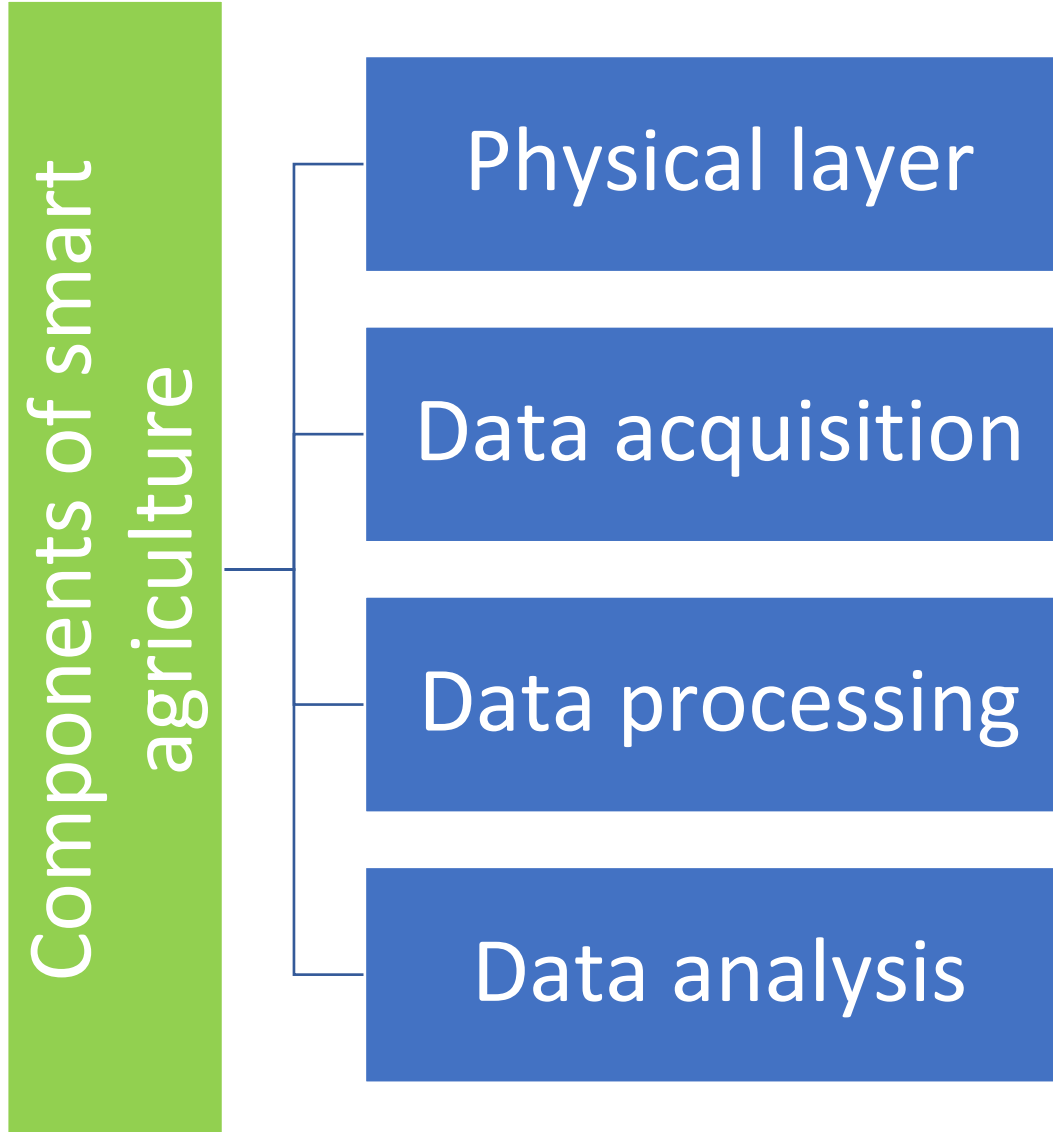 Components of smart
agriculture
Physical layer
Data acquisition
Data processing
Data analysis